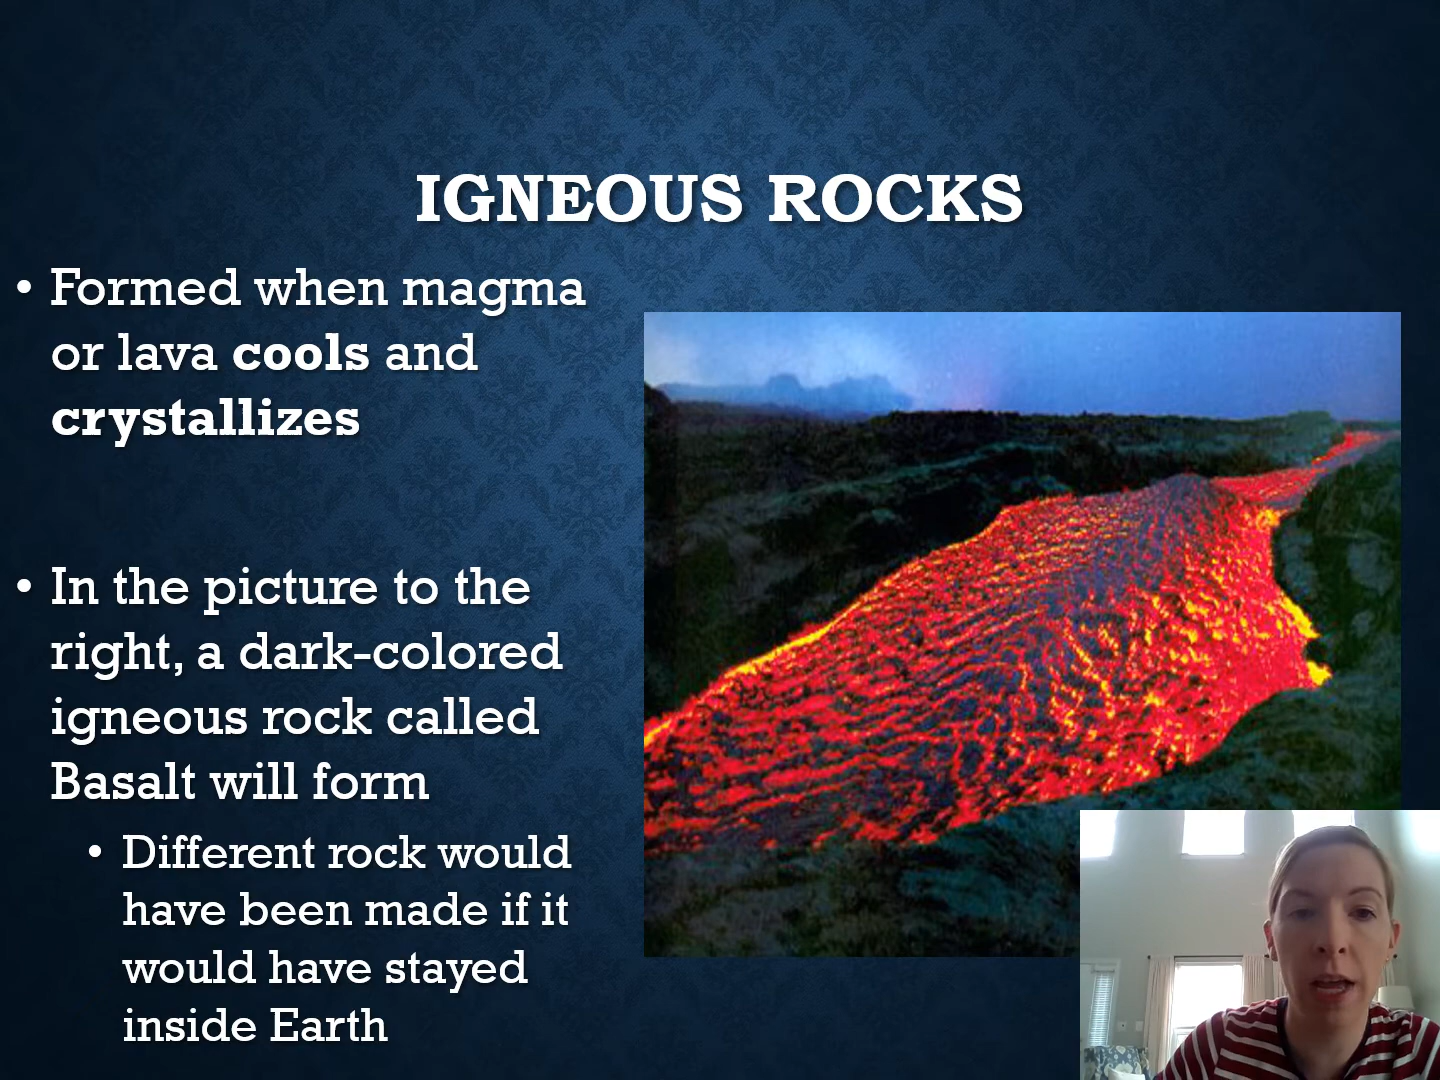 IGNEOUS ROCKS
• Formed when magma
or lava cools and
crystallizes
• In the picture to the
right, a dark-colored
igneous rock called
Basalt will form
• Different rock would
have been made if it
would have stayed
inside Earth